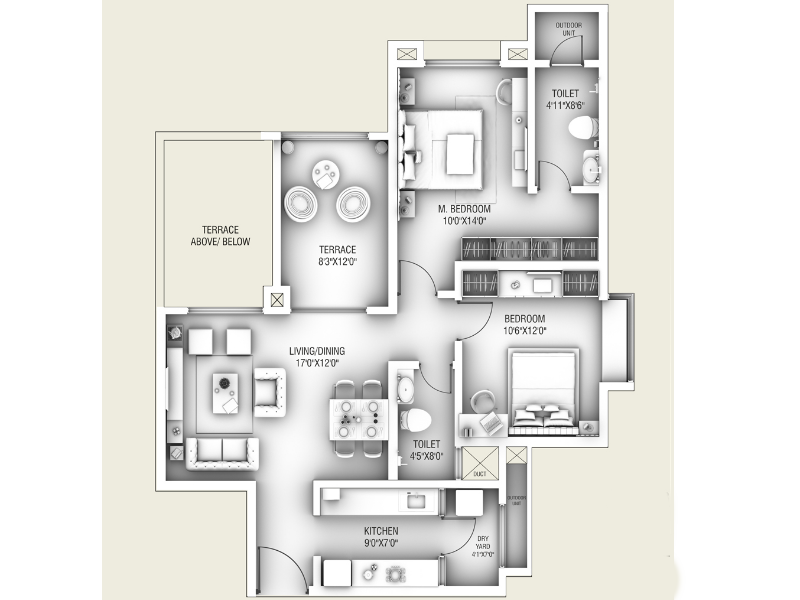 OUTDOOR
UNIT
TOILET
4'11"X8'6"
M. BEDROOM
10'0"X14'0"
TERRACE
ABOVE/ BELOW
TERRACE
8'3"X12'0"
BEDROOM
10'6"X12'0"
LIVING/DINING
17'0"X12'0"
TOILET
4'5"X8'0"
DUCT
OUTDOOR
UNIT
KITCHEN
9'0"X7'0"
DRY
YARD
4'1"X7'0"